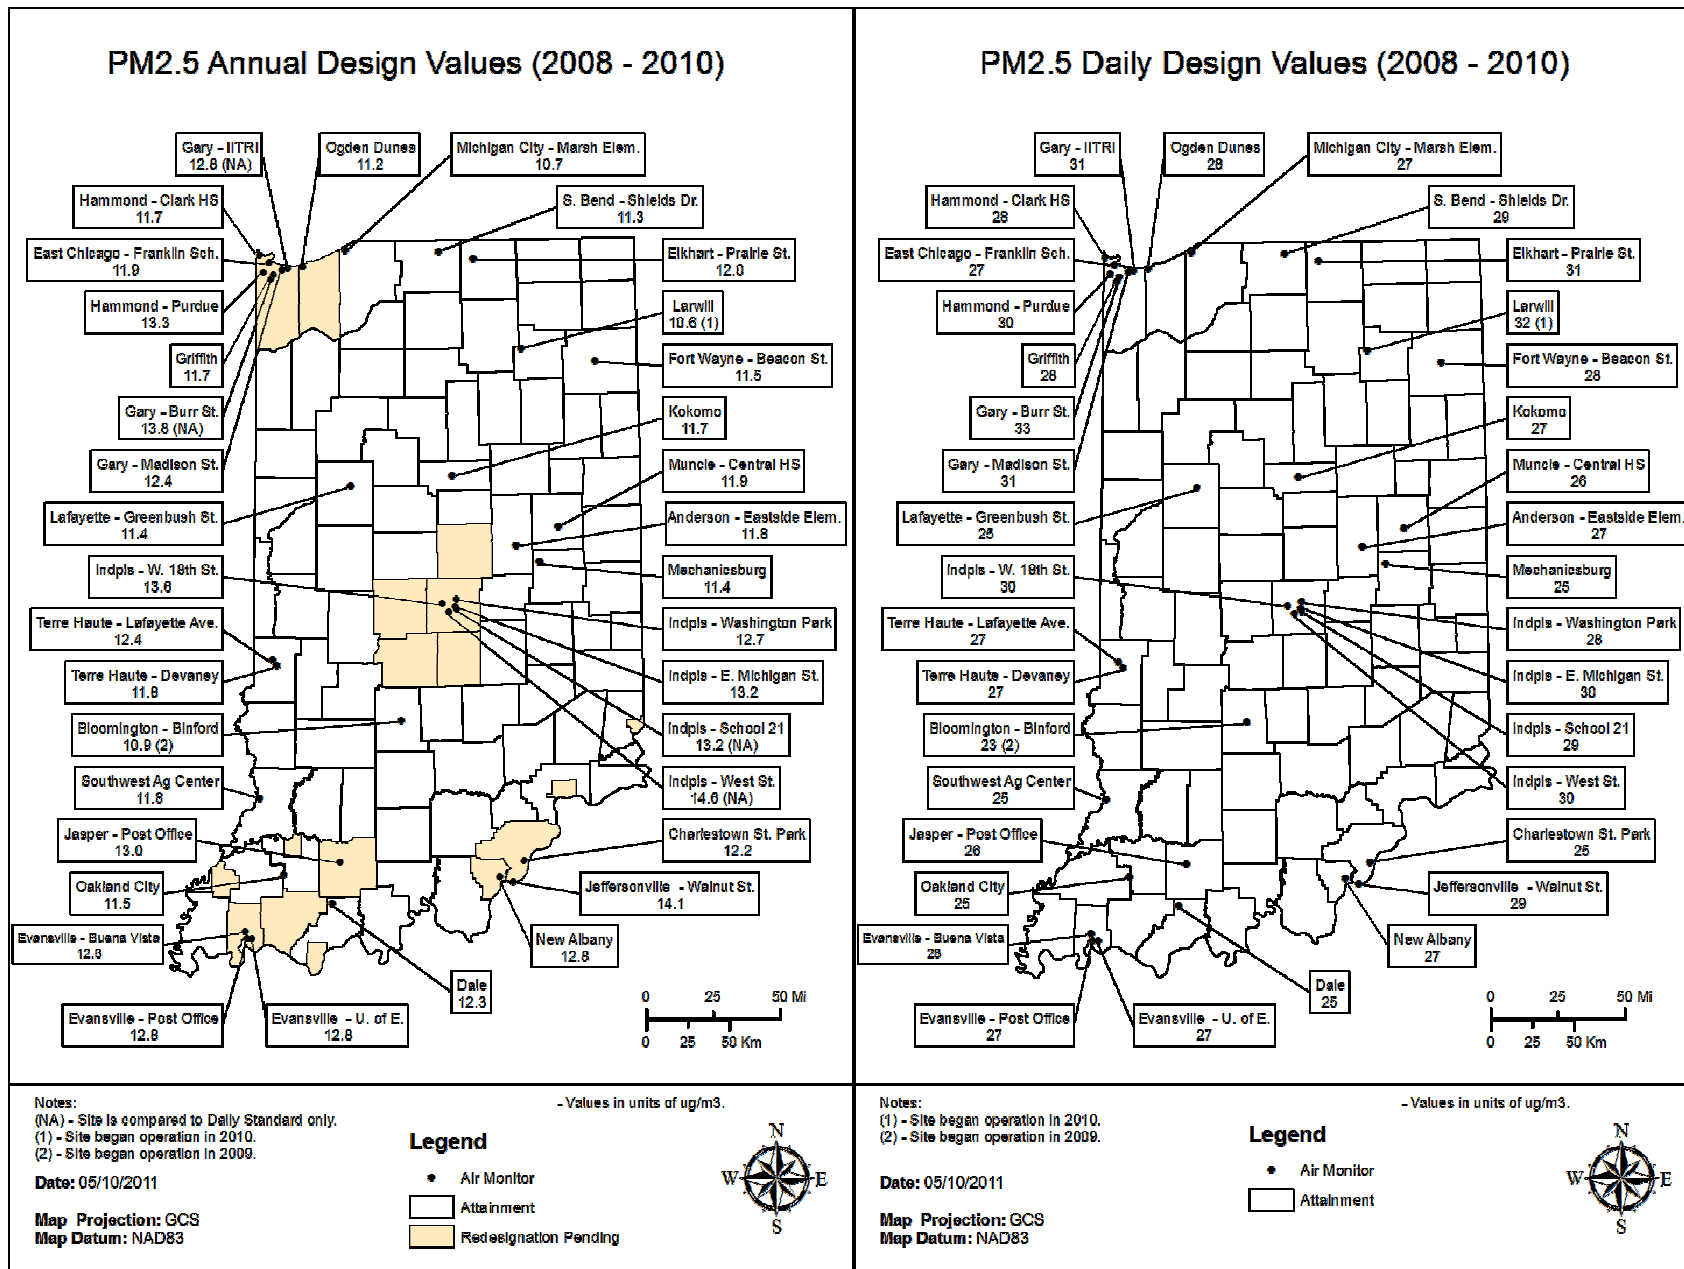 PM2.5 Annual Design Values (2008 - 2010)
Gary - IITRI
12.8 (NA)
Ogden Dunes
11.2
Michigan City - Marsh Elem.
10.7
Hammond - Clark HS
11.7
S. Bend - Shields Dr.
11.3
East Chicago - Franklin Sch.
11.9
Elkhart - Prairie St.
12.0
Hammond - Purdue
13.3
Larwill
10.6 (1)
Griffith
11.7
Fort Wayne - Beacon St.
11.5
Gary - Burr St.
13.8 (NA)
Kokomo
11.7
Gary - Madison St.
12.4
Muncie - Central HS
11.9
Lafayette - Greenbush St.
11.4
Anderson - Eastside Elem.
11.8
Indpls - W. 18th St.
13.6
Mechanicsburg
11.4
Terre Haute - Lafayette Ave.
12.4
Indpls - Washington Park
12.7
Terre Haute - Devaney
11.8
Indpls - E. Michigan St.
13.2
Bloomington - Binford
10.9 (2)
Indpls - School 21
13.2 (NA)
Southwest Ag Center
11.8
Indpls - West St.
14.6 (NA)
Jasper - Post Office
13.0
Charlestown St. Park
12.2
Oakland City
11.5
Jeffersonville - Walnut St.
14.1
Evansville - Buena Vista
12.8
New Albany
12.8
Dale
12.3
Evansville - Post Office
12.8
Evansville - U. of E.
12.8
0 25 50 Mi
0 25 50 Km
Notes:
(NA) - Site is compared to Daily Standard only.
(1) - Site began operation in 2010.
(2) - Site began operation in 2009.
Date: 05/10/2011
Map Projection: GCS
Map Datum: NAD83
- Values in units of ug/m3.
Legend
Air Monitor
Attainment
Redesignation Pending
N
W E
S
PM2.5 Daily Design Values (2008 - 2010)
Gary - IITRI
31
Ogden Dunes
28
Michigan City - Marsh Elem.
27
Hammond - Clark HS
28
S. Bend - Shields Dr.
29
East Chicago - Franklin Sch.
27
Elkhart - Prairie St.
31
Hammond - Purdue
30
Larwill
32 (1)
Griffith
28
Fort Wayne - Beacon St.
28
Gary - Burr St.
33
Kokomo
27
Gary - Madison St.
31
Muncie - Central HS
26
Lafayette - Greenbush St.
25
Anderson - Eastside Elem.
27
Indpls - W. 18th St.
30
Mechanicsburg
25
Terre Haute - Lafayette Ave.
27
Indpls - Washington Park
28
Terre Haute - Devaney
27
Indpls - E. Michigan St.
30
Bloomington - Binford
23 (2)
Indpls - School 21
29
Southwest Ag Center
25
Indpls - West St.
30
Jasper - Post Office
26
Charlestown St. Park
25
Oakland City
25
Jeffersonville - Walnut St.
29
Evansville - Buena Vista
New Albany
27
Dale
25
Evansville - Post Office
27
Evansville - U. of E.
27
0 25 50 Mi
0 25 50 Km
Notes:
(1) - Site began operation in 2010.
(2) - Site began operation in 2009.
Date: 05/10/2011
Map Projection: GCS
Map Datum: NAD83
- Values in units of ug/m3.
Legend
Air Monitor
Attainment
N
W E
S